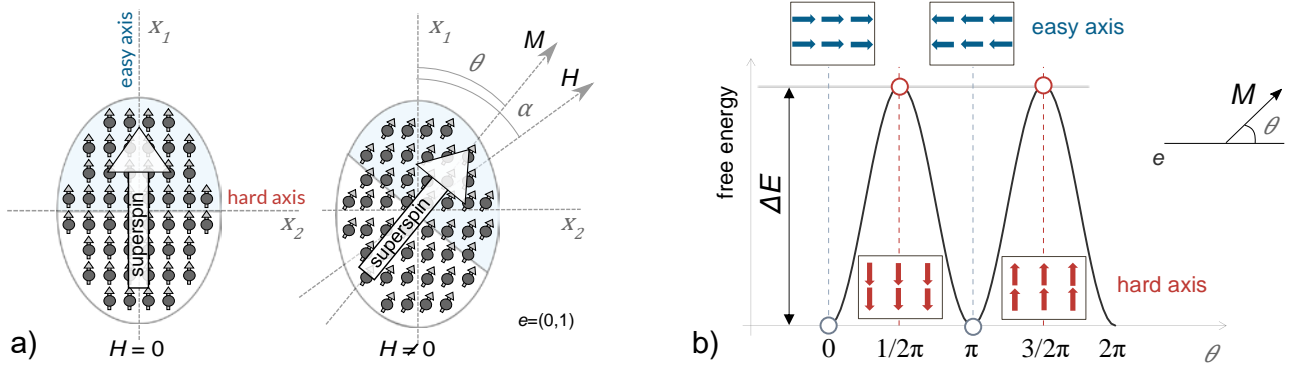 easy axis
X₁
hard axis
X₂
superspin
a)
H = 0
X₁
θ
M
H
α
X₂
superspin
e=(0,1)
H ≠ 0
easy axis
free energy
ΔE
hard axis
M
θ
e
b)
0
1/2π
π
3/2π
2π
θ